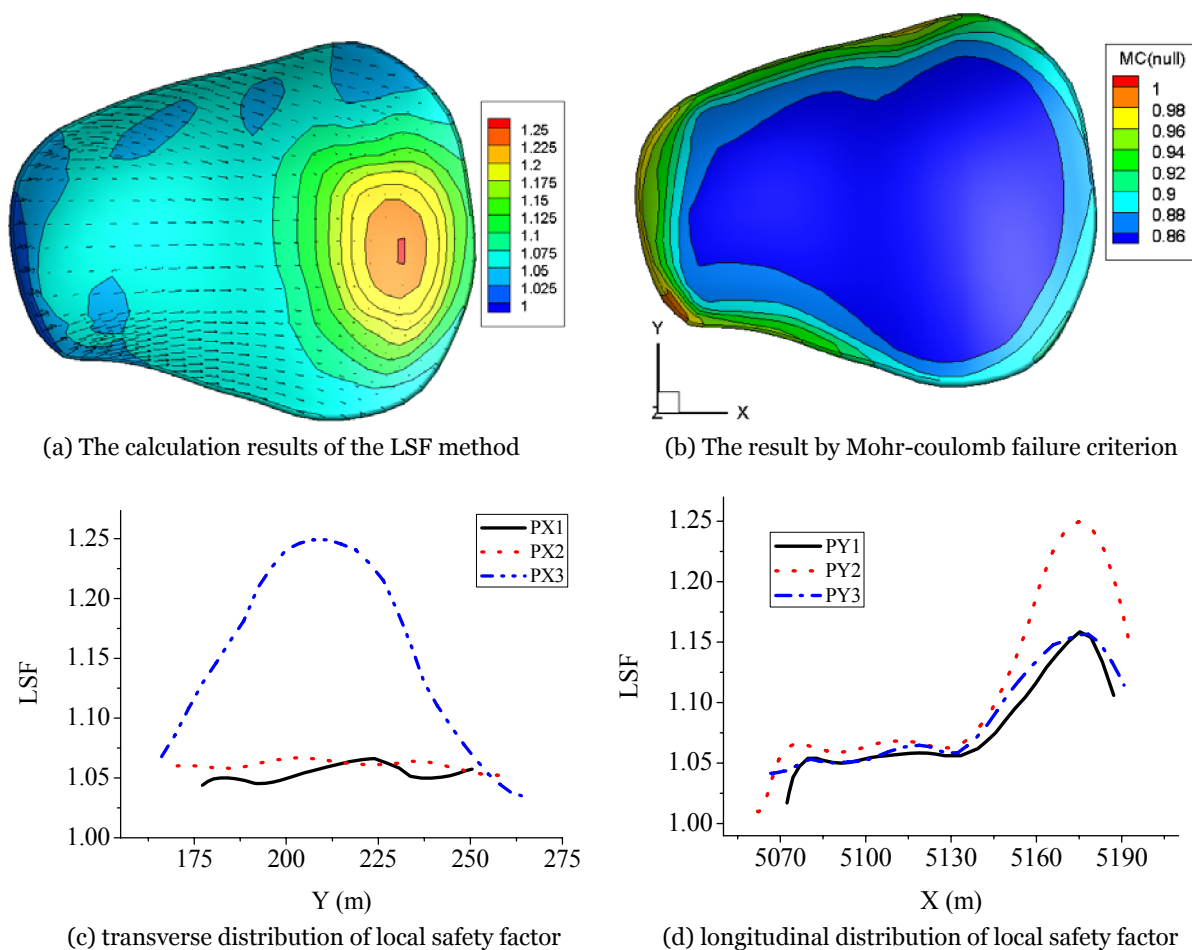 1.25
1.225
1.2
1.175
1.15
1.125
1.1
1.075
1.05
1.025
1
MC(null)
1
0.98
0.96
0.94
0.92
0.9
0.88
0.86
Y
Z
X
(a) The calculation results of the LSF method
(b) The result by Mohr-coulomb failure criterion
1.25
1.20
1.15
1.10
1.05
1.00
LSF
PX1
PX2
PX3
175
200
225
250
275
Y (m)
(c) transverse distribution of local safety factor
1.25
1.20
1.15
1.10
1.05
1.00
LSF
PY1
PY2
PY3
5070
5100
5130
5160
5190
X (m)
(d) longitudinal distribution of local safety factor